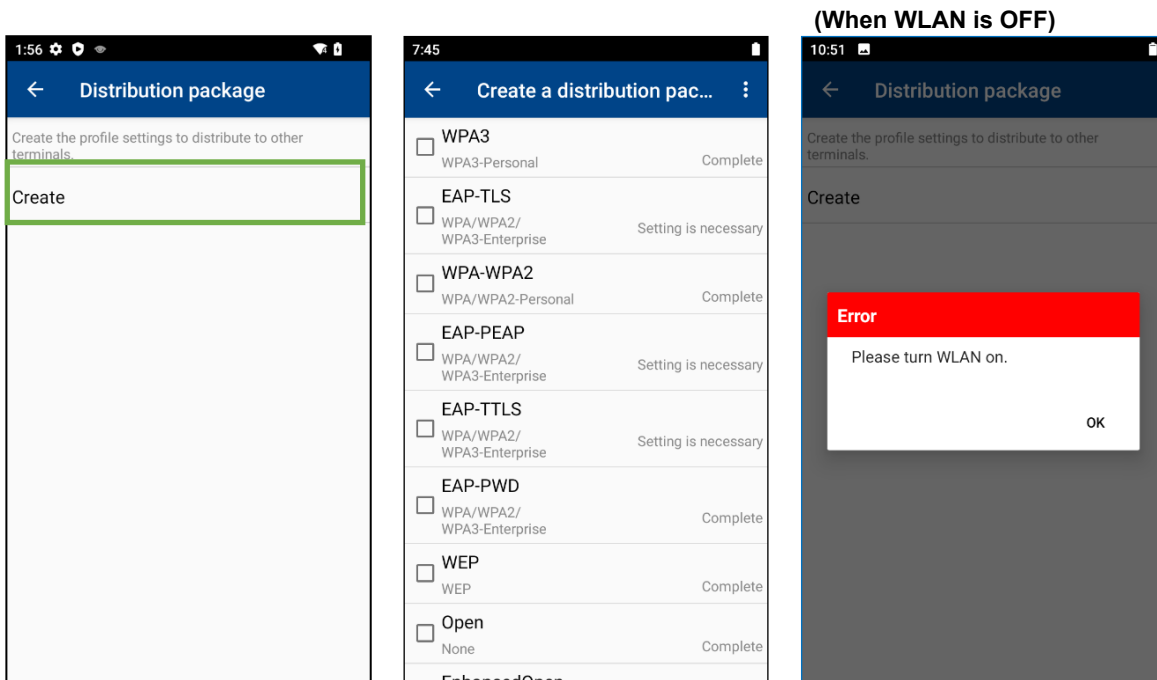 (When WLAN is OFF)
1:56
Distribution package
Create the profile settings to distribute to other
terminals.
Create
7:45
Create a distribution pac...
WPA3
WPA3-Personal
Complete
EAP-TLS
WPA/WPA2/
WPA3-Enterprise
Setting is necessary
WPA-WPA2
WPA/WPA2-Personal
Complete
EAP-PEAP
WPA/WPA2/
WPA3-Enterprise
Setting is necessary
EAP-TTLS
WPA/WPA2/
WPA3-Enterprise
Setting is necessary
EAP-PWD
WPA/WPA2/
WPA3-Enterprise
Complete
WEP
WEP
Complete
Open
None
Complete
EnhancedOpen
10:51
Distribution package
Create the profile settings to distribute to other
terminals.
Create
Error
Please turn WLAN on.
OK